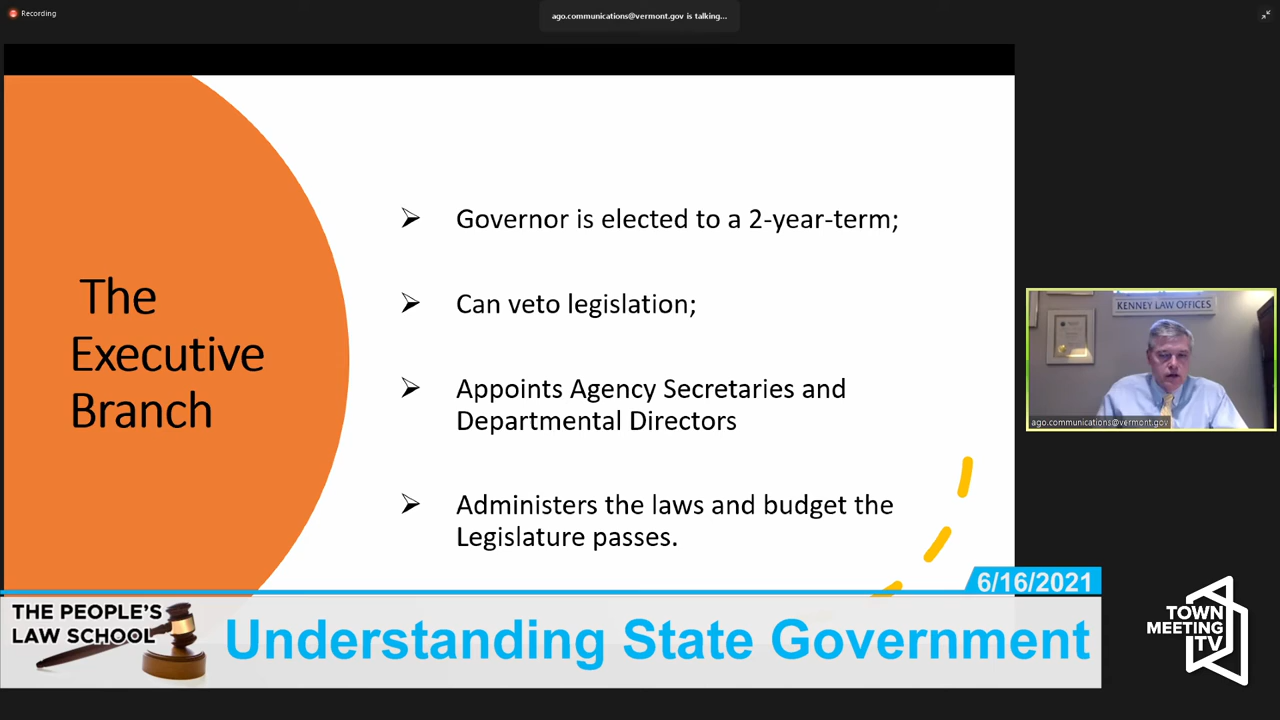 Recording
ago.communications@vermont.gov is talking...
The
Executive
Branch
Governor is elected to a 2-year-term;
Can veto legislation;
Appoints Agency Secretaries and
Departmental Directors
Administers the laws and budget the
Legislature passes.
KENNEY LAW OFFICES
ago.communications@vermont.gov
6/16/2021
THE PEOPLE'S
LAW SCHOOL
Understanding State Government
TOWN
MEETING
TV